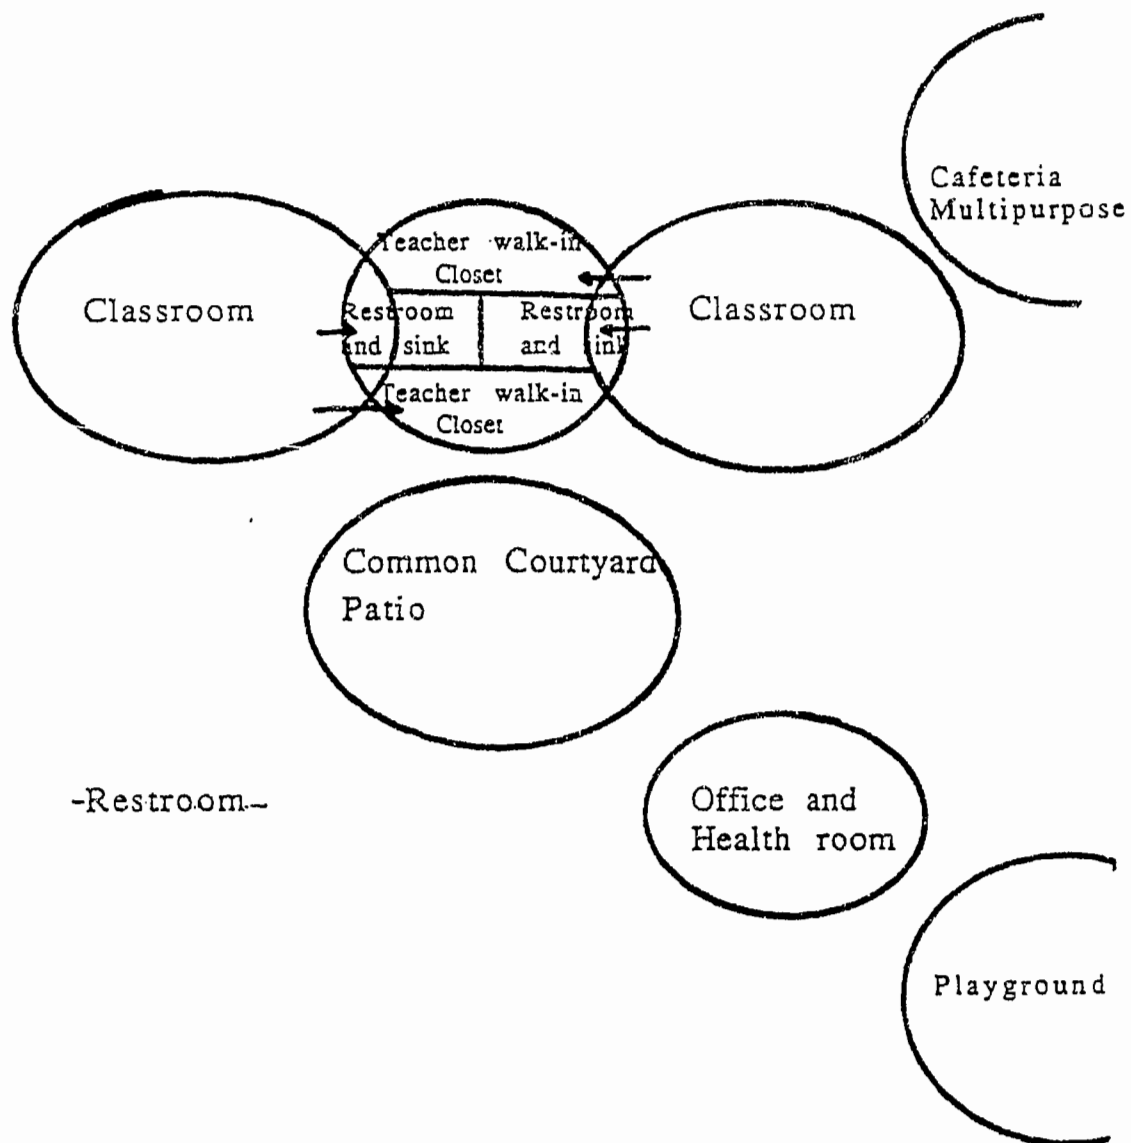 Cafeteria
Multipurpose
Teacher walk-in
Closet
Classroom
Restroom
and sink
Restroom
and sink
Classroom
Teacher walk-in
Closet
Common Courtyard
Patio
-Restroom-
Office and
Health room
Playground